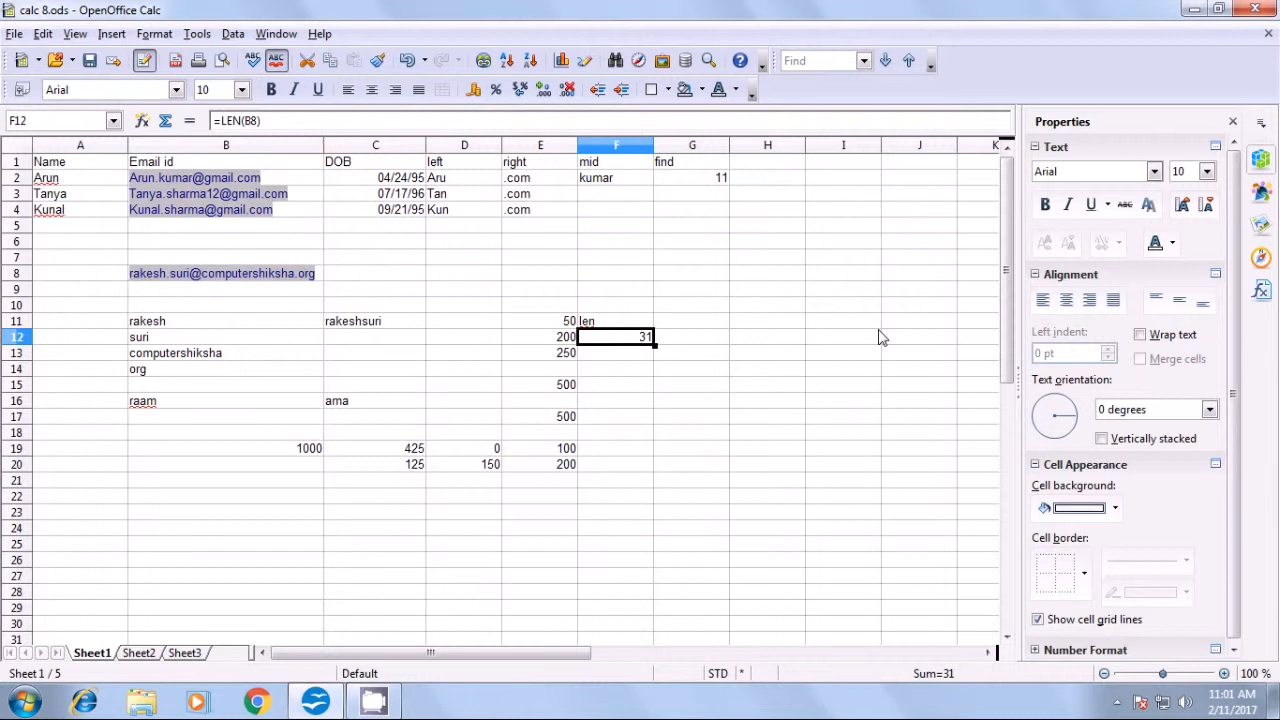 calc 8.ods - OpenOffice Calc
File Edit View Insert Format Tools Data Window Help
Find
Arial 10
F12 =LEN(B8)
A B C D E F G H I J K
1 Name Email id DOB left right mid find
2 Arun Arun.kumar@gmail.com 04/24/95 Aru .com kumar 11
3 Tanya Tanya.sharma12@gmail.com 07/17/96 Tan .com
4 Kunal Kunal.sharma@gmail.com 09/21/95 Kun .com
5
6
7
8 rakesh.suri@computershiksha.org
9
10
11 rakesh rakeshsuri 50 len
12 suri 200 31
13 computershiksha 250
14 org
15 500
16 raam ama
17 500
18
19 1000 425 0 100
20 125 150 200
21
22
23
24
25
26
27
28
29
30
31
Properties
Text
Arial 10
Alignment
Left indent: Wrap text
0 pt Merge cells
Text orientation:
0 degrees
Vertically stacked
Cell Appearance
Cell background:
Cell border:
Show cell grid lines
Number Format
Sheet1 Sheet2 Sheet3
Sheet 1 / 5 Default STD * Sum=31 100 %
11:01 AM
2/11/2017